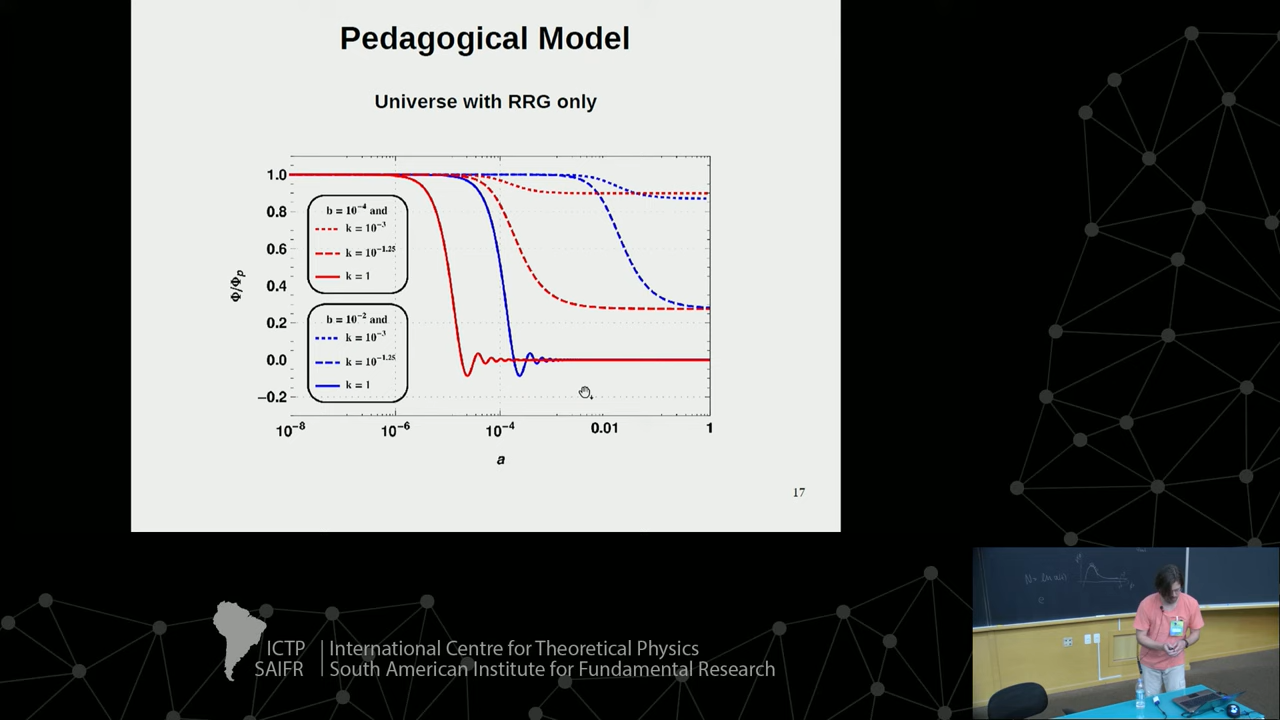 Pedagogical Model
Universe with RRG only
1.0
0.8
0.6
0.4
0.2
0.0
−0.2
Φ/Φp
b = 10⁻⁴ and
k = 10⁻³
k = 10⁻¹·²⁵
k = 1
b = 10⁻² and
k = 10⁻³
k = 10⁻¹·²⁵
k = 1
10⁻⁸
10⁻⁶
10⁻⁴
0.01
1
a
17
ICTP
SAIFR
International Centre for Theoretical Physics
South American Institute for Fundamental Research